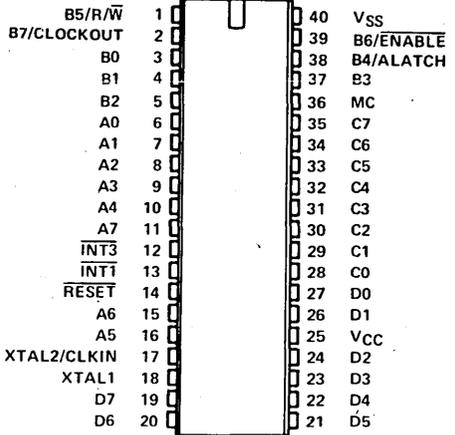 B5/R/W̅ 1 40 VSS
B7/CLOCKOUT 2 39 B6/E̅N̅A̅B̅L̅E̅
B0 3 38 B4/ALATCH
B1 4 37 B3
B2 5 36 MC
A0 6 35 C7
A1 7 34 C6
A2 8 33 C5
A3 9 32 C4
A4 10 31 C3
A7 11 30 C2
I̅N̅T̅3̅ 12 29 C1
I̅N̅T̅1̅ 13 28 C0
R̅E̅S̅E̅T̅ 14 27 D0
A6 15 26 D1
A5 16 25 VCC
XTAL2/CLKIN 17 24 D2
XTAL1 18 23 D3
D7 19 22 D4
D6 20 21 D5